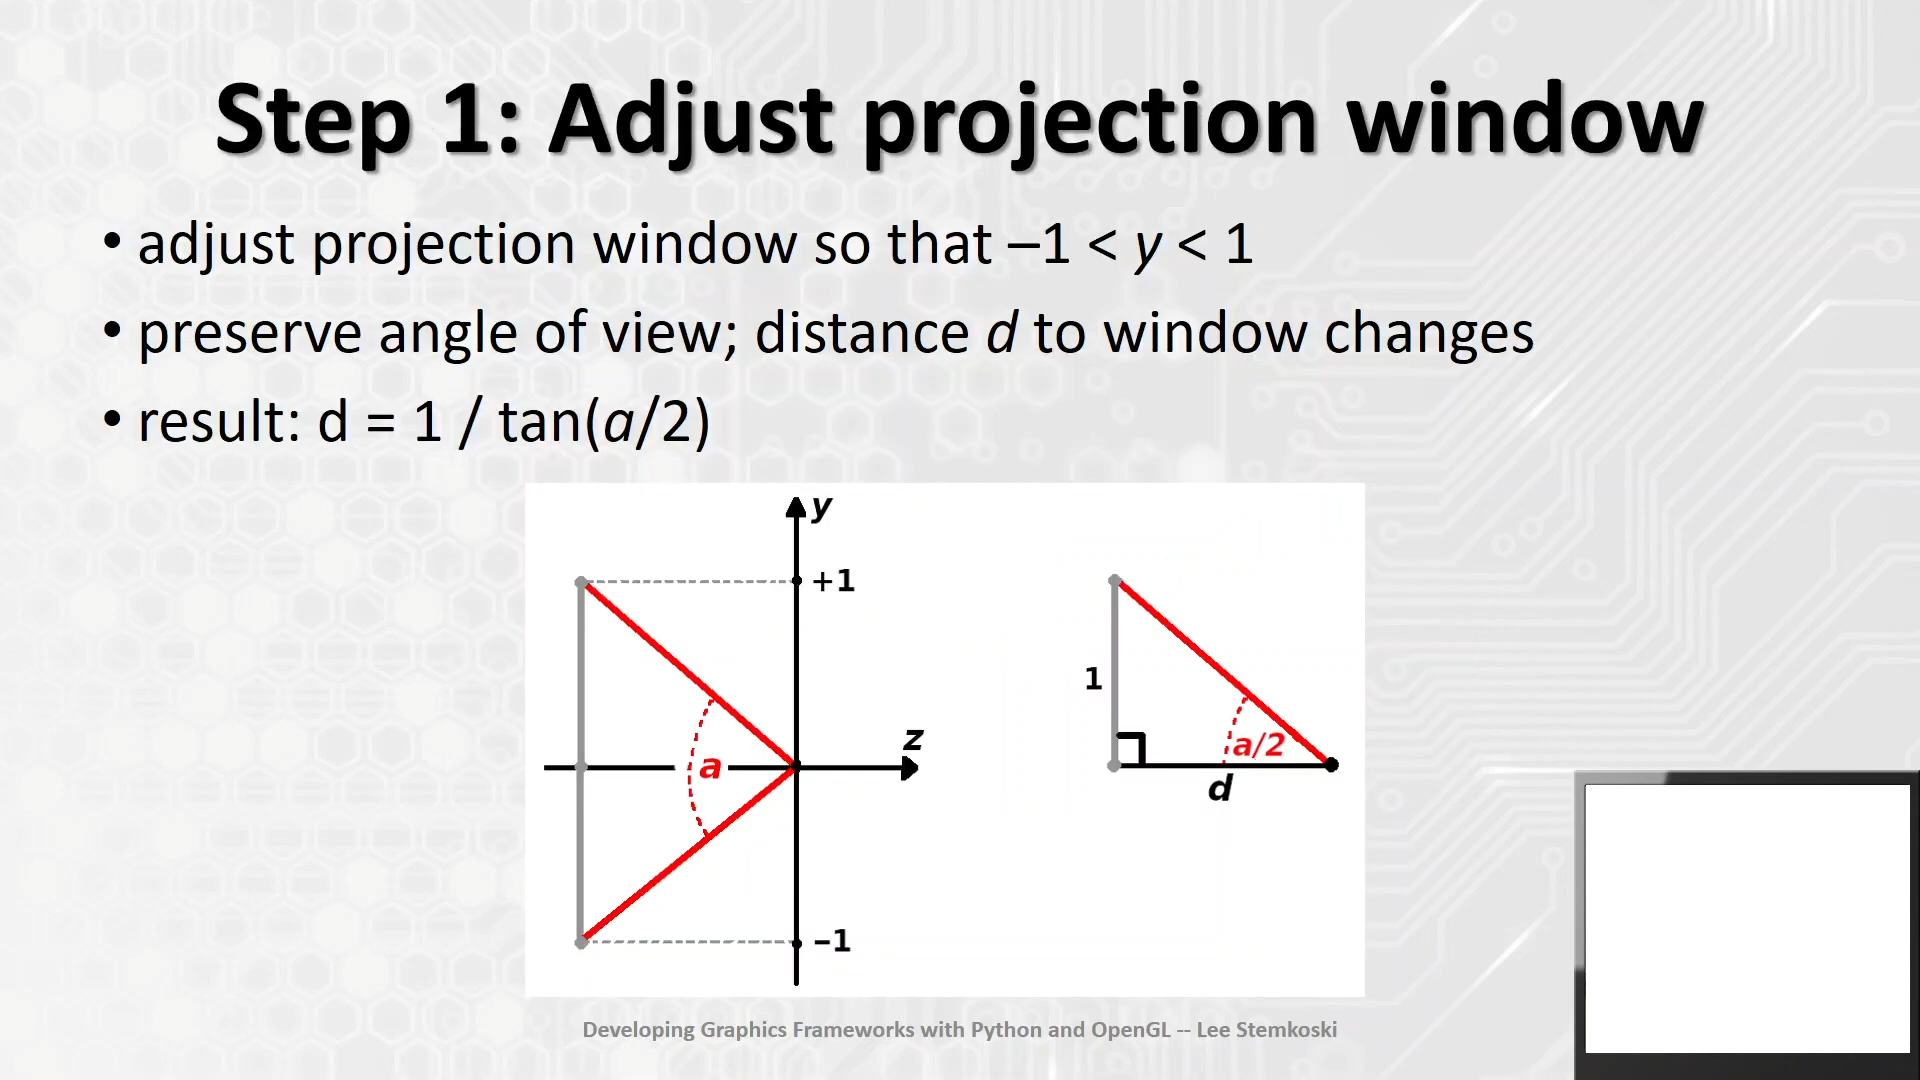 Step 1: Adjust projection window
• adjust projection window so that –1 < y < 1
• preserve angle of view; distance d to window changes
• result: d = 1 / tan(a/2)
y
+1
z
a
–1
1
a/2
d
Developing Graphics Frameworks with Python and OpenGL -- Lee Stemkoski